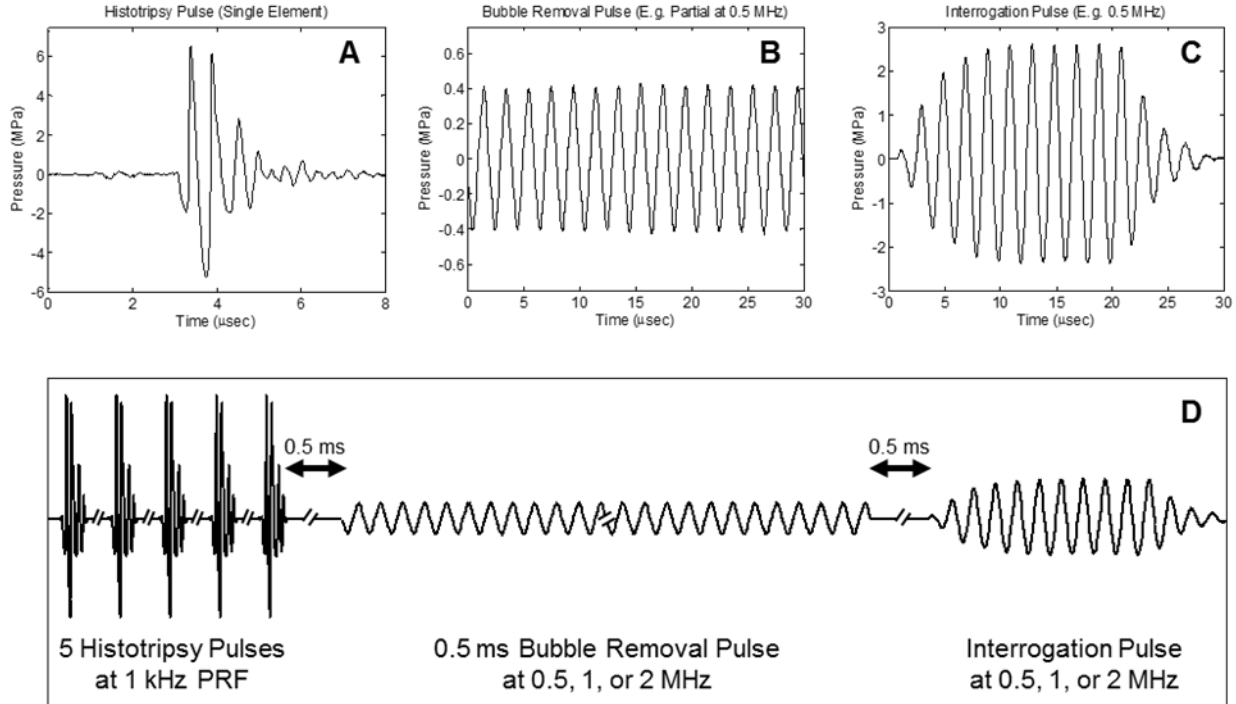 Histotripsy Pulse (Single Element)
A
6
4
2
0
-2
-4
-6
Pressure (MPa)
0 2 4 6 8
Time (μsec)
Bubble Removal Pulse (E.g. Partial at 0.5 MHz)
B
0.6
0.4
0.2
0
-0.2
-0.4
-0.6
Pressure (MPa)
0 5 10 15 20 25 30
Time (μsec)
Interrogation Pulse (E.g. 0.5 MHz)
C
3
2
1
0
-1
-2
-3
Pressure (MPa)
0 5 10 15 20 25 30
Time (μsec)
D
0.5 ms
0.5 ms
5 Histotripsy Pulses
at 1 kHz PRF
0.5 ms Bubble Removal Pulse
at 0.5, 1, or 2 MHz
Interrogation Pulse
at 0.5, 1, or 2 MHz